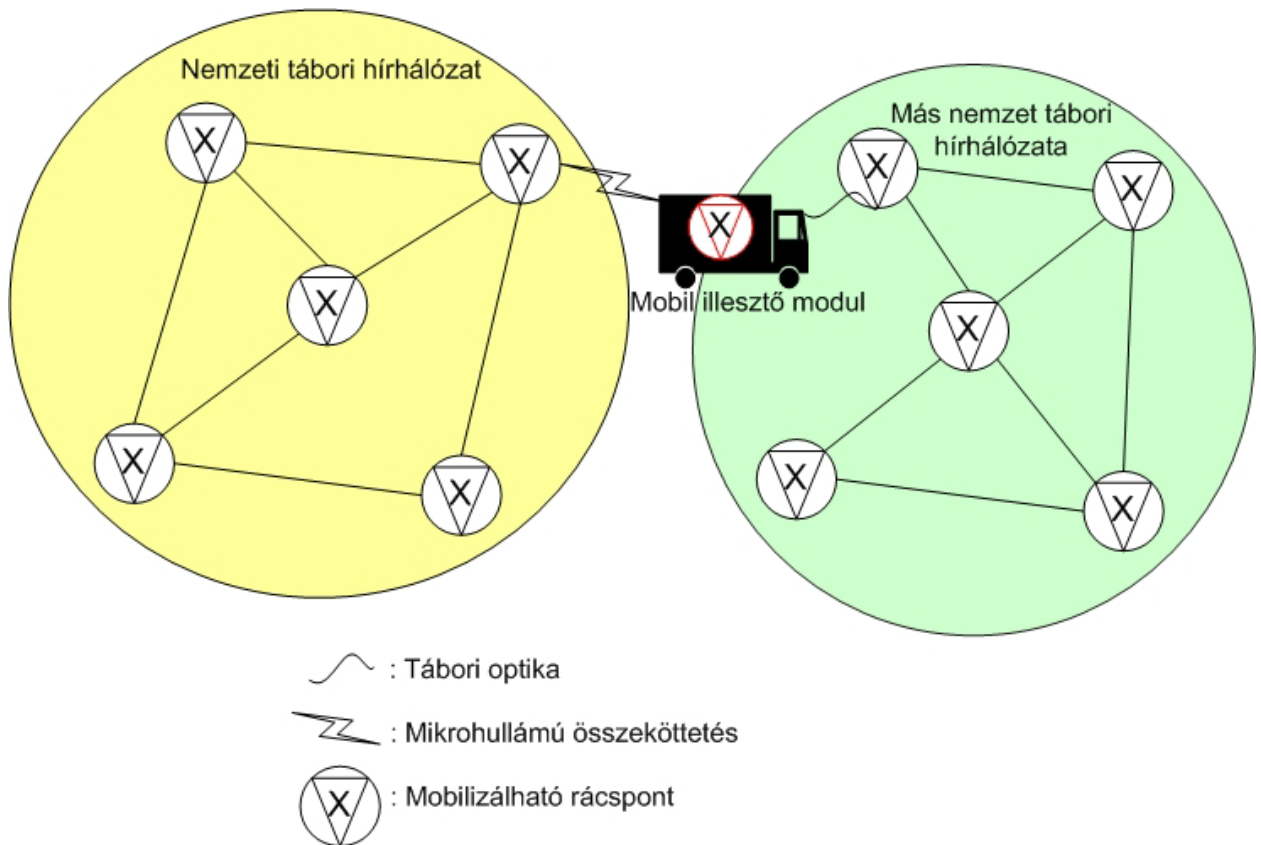 Nemzeti tábori hírhálózat
X
X
X
X
X
X
Mobil illesztő modul
Más nemzet tábori
hírhálózata
X
X
X
X
X
: Tábori optika
: Mikrohullámú összeköttetés
X
: Mobilizálható rácspont